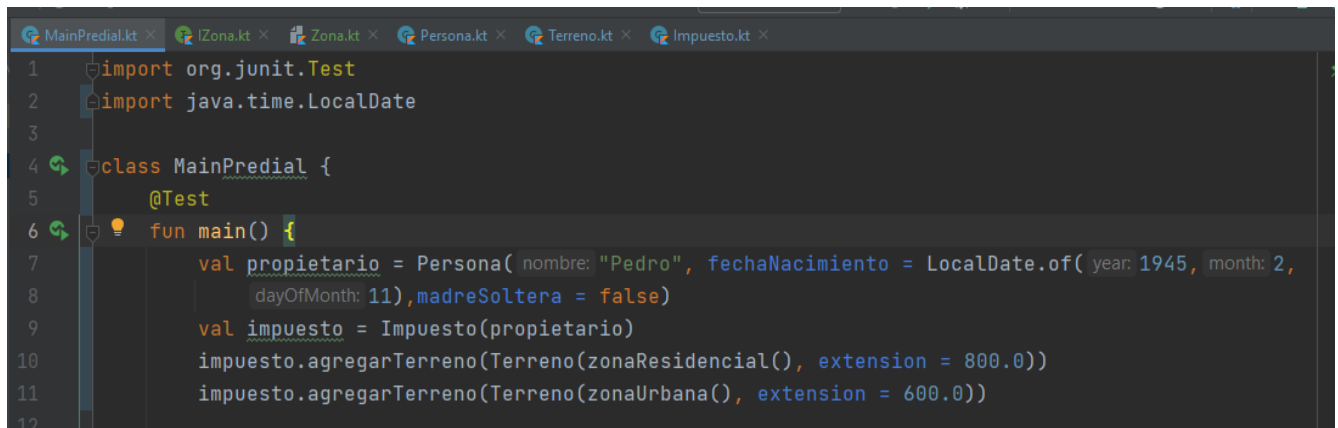 MainPredial.kt IZona.kt Zona.kt Persona.kt Terreno.kt Impuesto.kt
1 import org.junit.Test
2 import java.time.LocalDate
3
4 class MainPredial {
5 @Test
6 fun main() {
7 val propietario = Persona( nombre: "Pedro", fechaNacimiento = LocalDate.of( year: 1945, month: 2,
8 dayOfMonth: 11),madreSoltera = false)
9 val impuesto = Impuesto(propietario)
10 impuesto.agregarTerreno(Terreno(zonaResidencial(), extension = 800.0))
11 impuesto.agregarTerreno(Terreno(zonaUrbana(), extension = 600.0))
12